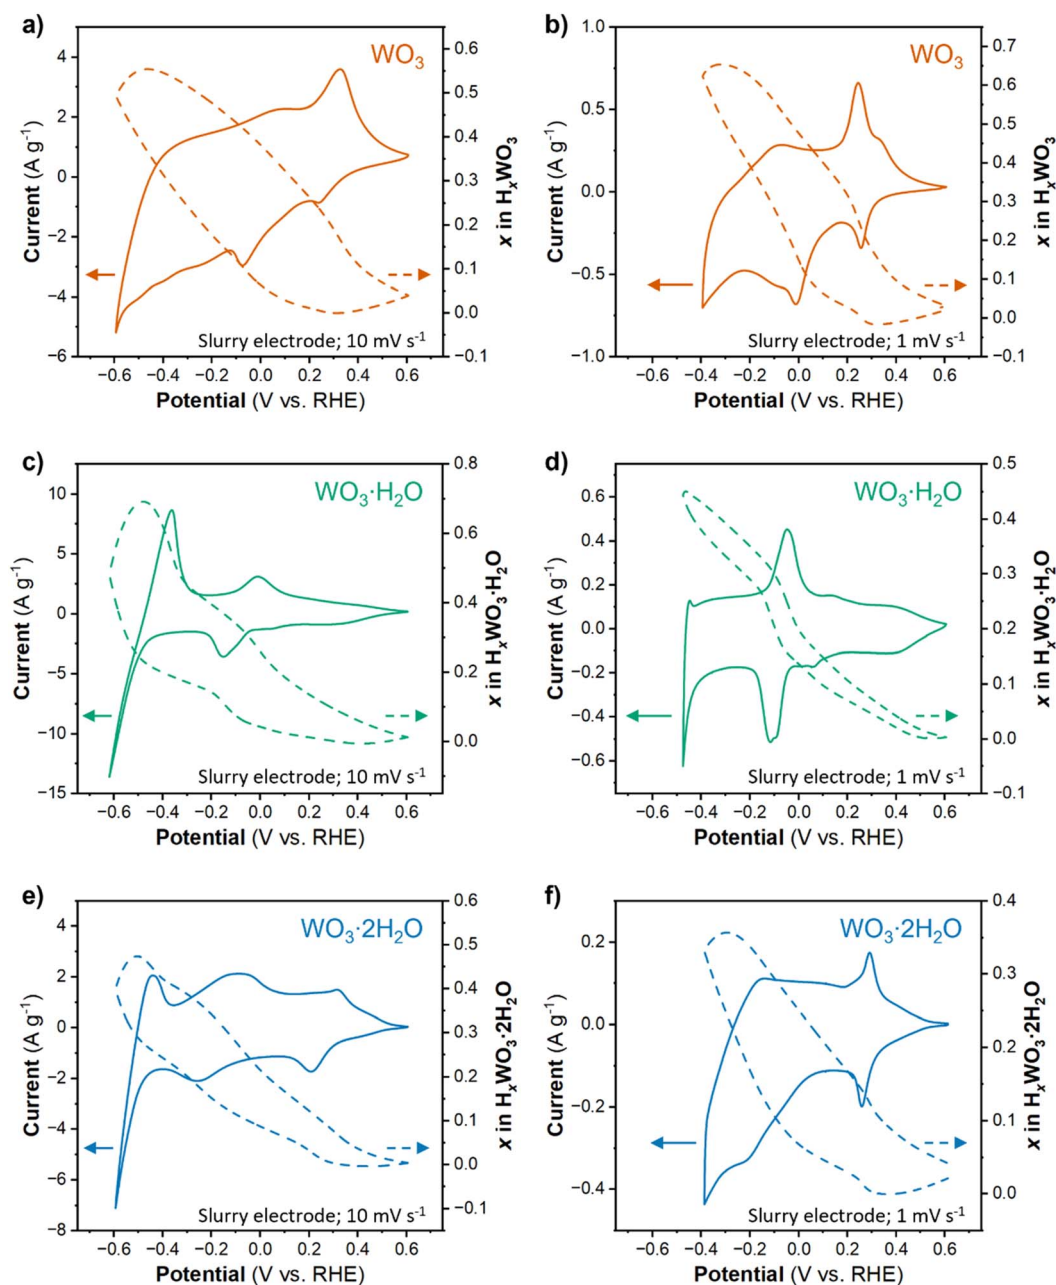 a)
WO₃
4
2
0
−2
−4
−6
0.6
0.5
0.4
0.3
0.2
0.1
0.0
−0.1
Current (A g⁻¹)
x in HₓWO₃
Slurry electrode; 10 mV s⁻¹
−0.6 −0.4 −0.2 0.0 0.2 0.4 0.6
Potential (V vs. RHE)
b)
WO₃
1.0
0.5
0.0
−0.5
−1.0
0.7
0.6
0.5
0.4
0.3
0.2
0.1
0.0
−0.1
Current (A g⁻¹)
x in HₓWO₃
Slurry electrode; 1 mV s⁻¹
−0.6 −0.4 −0.2 0.0 0.2 0.4 0.6
Potential (V vs. RHE)
c)
WO₃·H₂O
10
5
0
−5
−10
−15
0.8
0.6
0.4
0.2
0.0
Current (A g⁻¹)
x in HₓWO₃·H₂O
Slurry electrode; 10 mV s⁻¹
−0.6 −0.4 −0.2 0.0 0.2 0.4 0.6
Potential (V vs. RHE)
d)
WO₃·H₂O
0.6
0.4
0.2
0.0
−0.2
−0.4
−0.6
0.5
0.4
0.3
0.2
0.1
0.0
−0.1
Current (A g⁻¹)
x in HₓWO₃·H₂O
Slurry electrode; 1 mV s⁻¹
−0.6 −0.4 −0.2 0.0 0.2 0.4 0.6
Potential (V vs. RHE)
e)
WO₃·2H₂O
4
2
0
−2
−4
−6
−8
0.6
0.5
0.4
0.3
0.2
0.1
0.0
−0.1
Current (A g⁻¹)
x in HₓWO₃·2H₂O
Slurry electrode; 10 mV s⁻¹
−0.6 −0.4 −0.2 0.0 0.2 0.4 0.6
Potential (V vs. RHE)
f)
WO₃·2H₂O
0.2
0.0
−0.2
−0.4
0.4
0.3
0.2
0.1
0.0
Current (A g⁻¹)
x in HₓWO₃·2H₂O
Slurry electrode; 1 mV s⁻¹
−0.6 −0.4 −0.2 0.0 0.2 0.4 0.6
Potential (V vs. RHE)